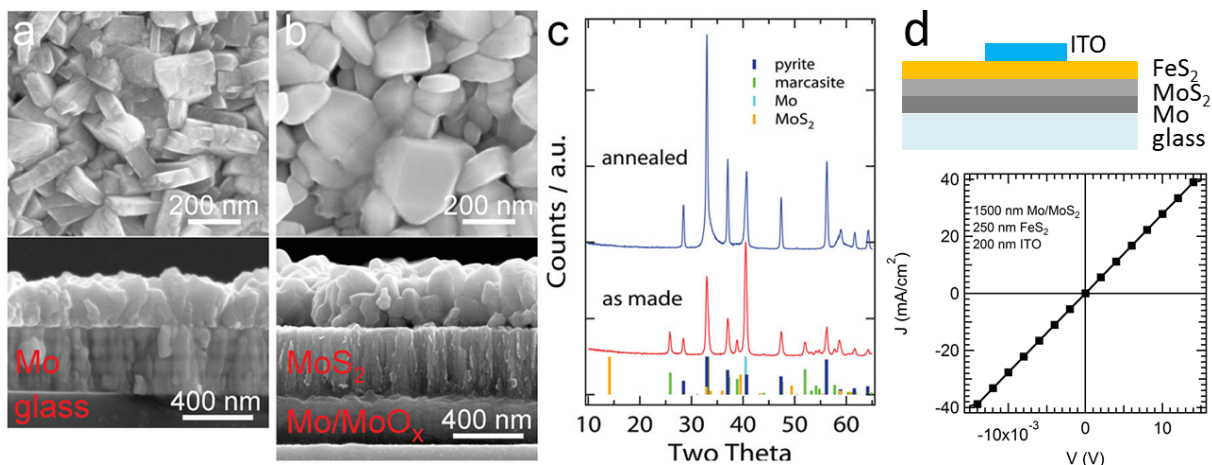 a
200 nm
Mo
glass
400 nm
b
200 nm
MoS₂
Mo/MoOₓ
400 nm
c
pyrite
marcasite
Mo
MoS₂
annealed
as made
Counts / a.u.
10 20 30 40 50 60
Two Theta
d
ITO
FeS₂
MoS₂
Mo
glass
1500 nm Mo/MoS₂
250 nm FeS₂
200 nm ITO
J (mA/cm²)
40
20
0
-20
-40
-10x10⁻³ 0 10
V (V)